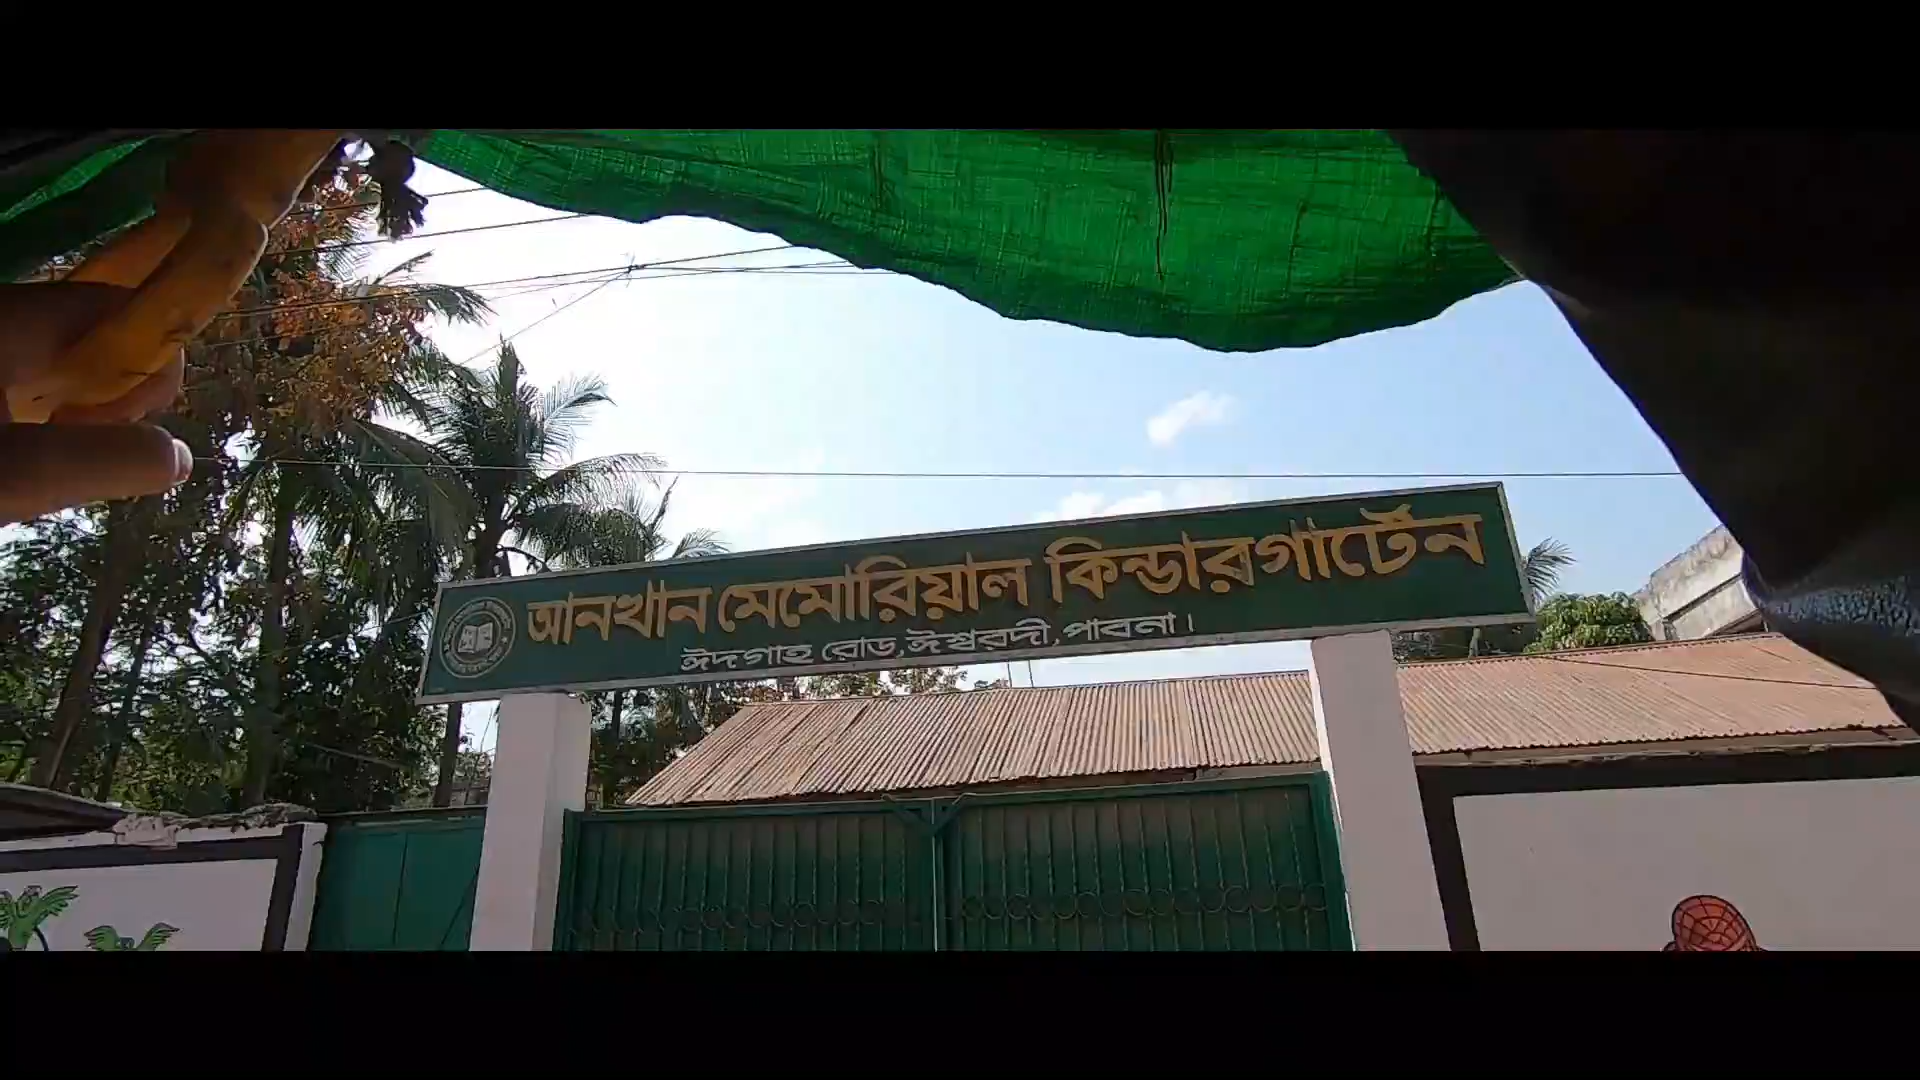 আনখান মেমোরিয়াল কিন্ডারগার্টেন
ঈদগাহ রোড,ঈশ্বরদী,পাবনা।